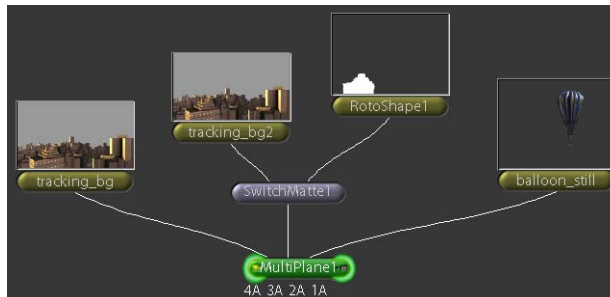 RotoShape1
tracking_bg2
tracking_bg
SwitchMatte1
balloon_still
MultiPlane1
4A 3A 2A 1A